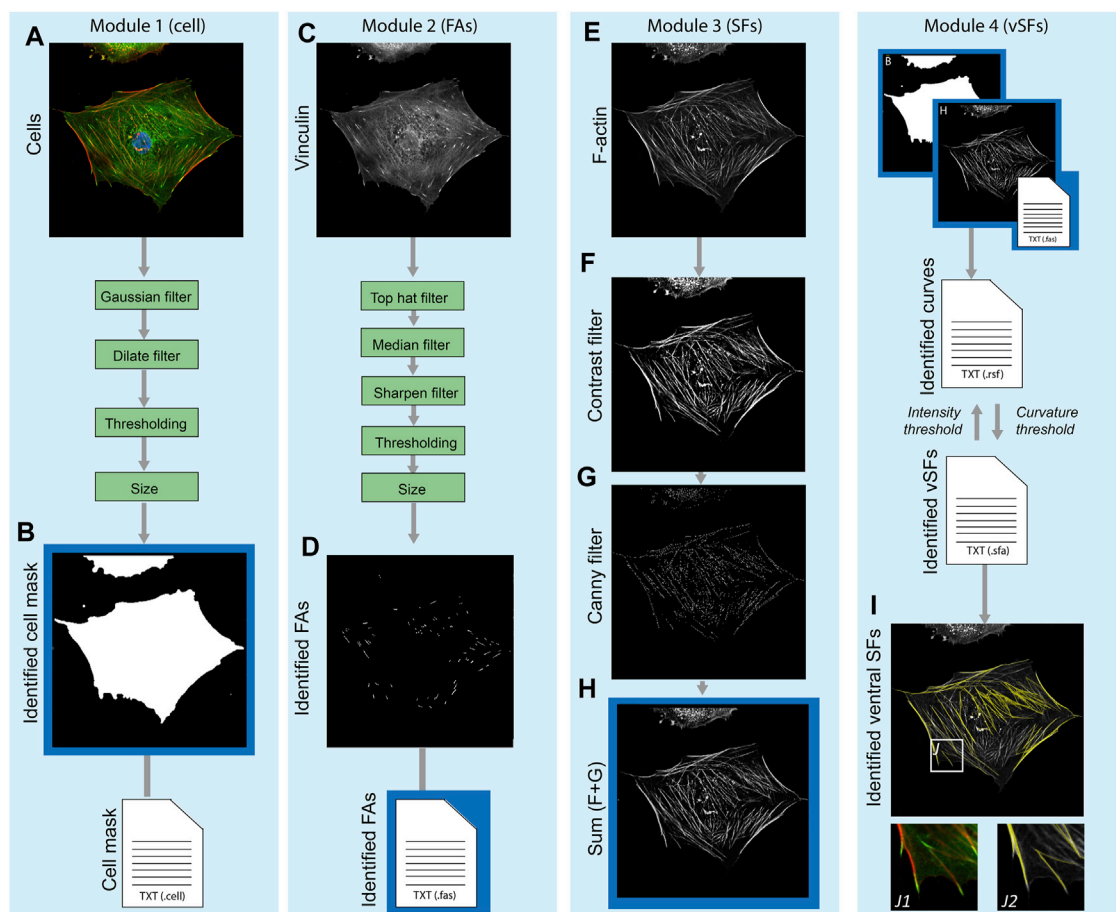 Module 1 (cell)
A
Cells
Gaussian filter
Dilate filter
Thresholding
Size
B
Identified cell mask
Cell mask
TXT (.cell)
Module 2 (FAs)
C
Vinculin
Top hat filter
Median filter
Sharpen filter
Thresholding
Size
D
Identified FAs
Identified FAs
TXT (.fas)
Module 3 (SFs)
E
F-actin
F
Contrast filter
G
Canny filter
H
Sum (F+G)
Module 4 (vSFs)
B
H
TXT (.fas)
Identified curves
TXT (.rsf)
Intensity
threshold
Curvature
threshold
Identified vSFs
TXT (.sfa)
I
Identified ventral SFs
J
J1
J2